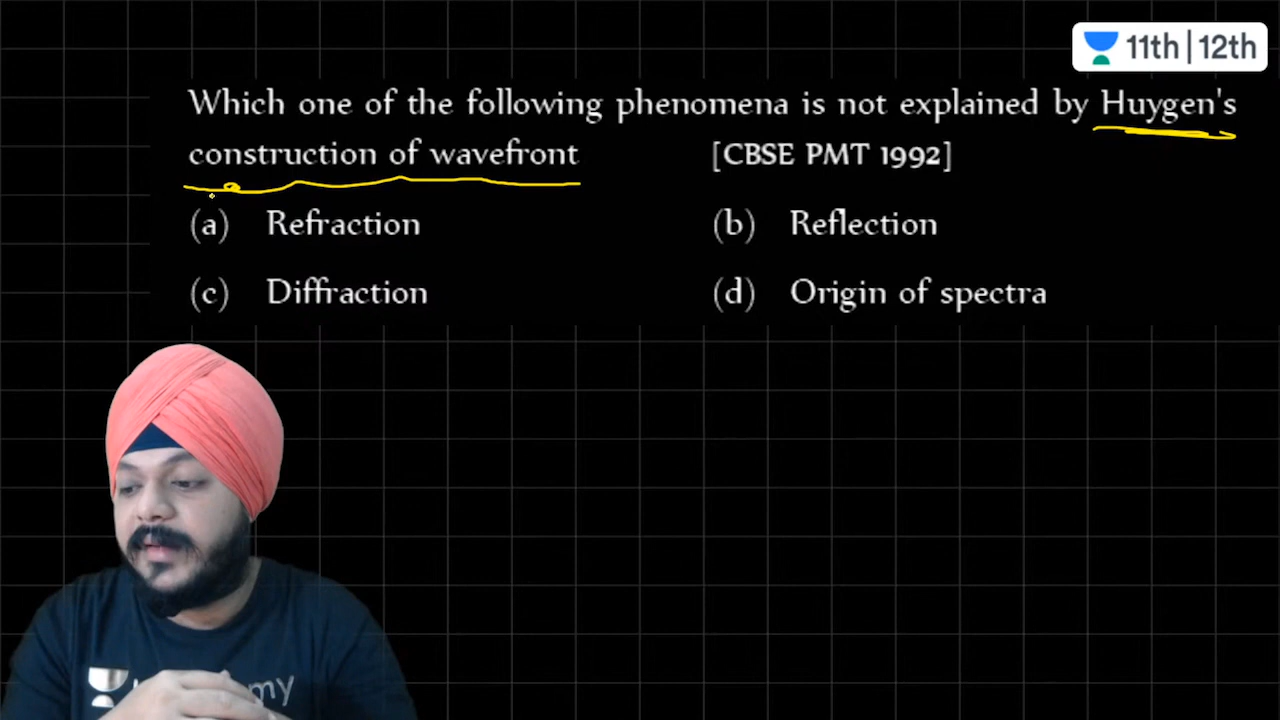 11th | 12th
Which one of the following phenomena is not explained by Huygen's
construction of wavefront [CBSE PMT 1992]
(a) Refraction (b) Reflection
(c) Diffraction (d) Origin of spectra